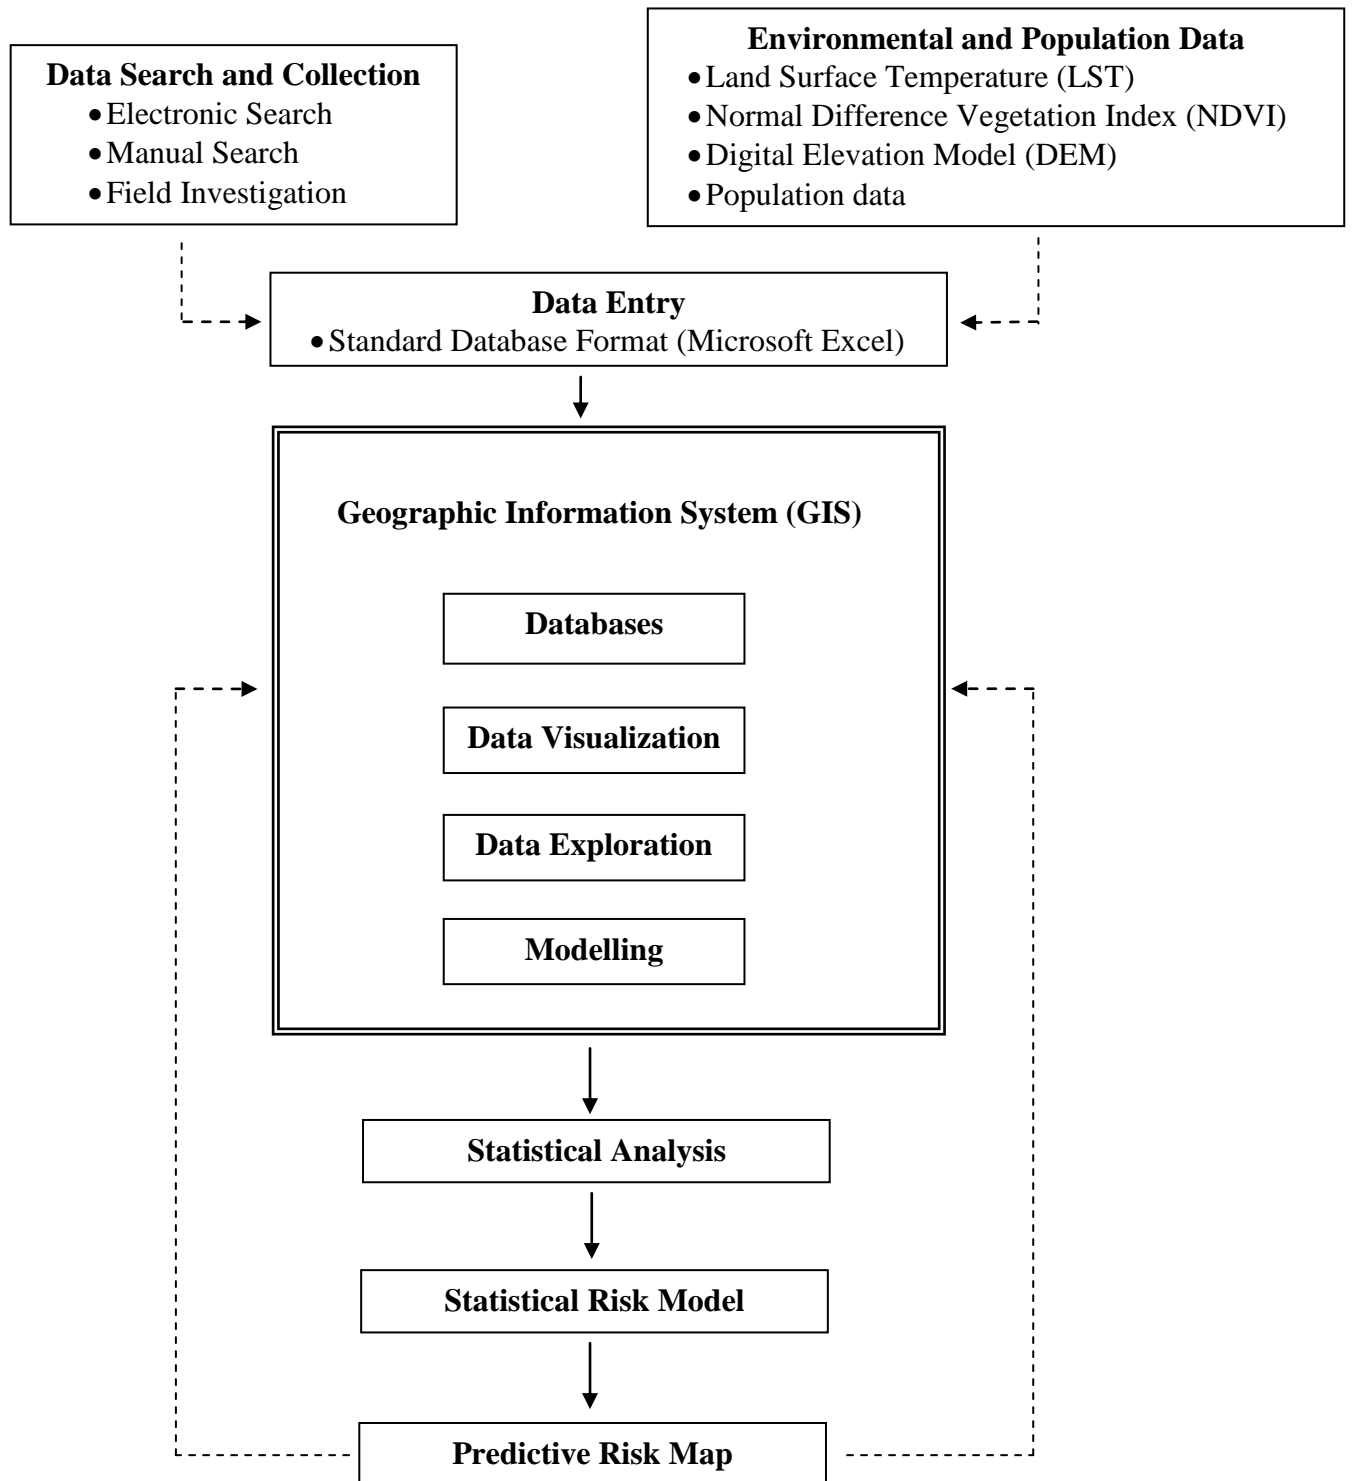 Data Search and Collection
•Electronic Search
•Manual Search
•Field Investigation
Environmental and Population Data
•Land Surface Temperature (LST)
•Normal Difference Vegetation Index (NDVI)
•Digital Elevation Model (DEM)
•Population data
Data Entry
•Standard Database Format (Microsoft Excel)
Geographic Information System (GIS)
Databases
Data Visualization
Data Exploration
Modelling
Statistical Analysis
Statistical Risk Model
Predictive Risk Map